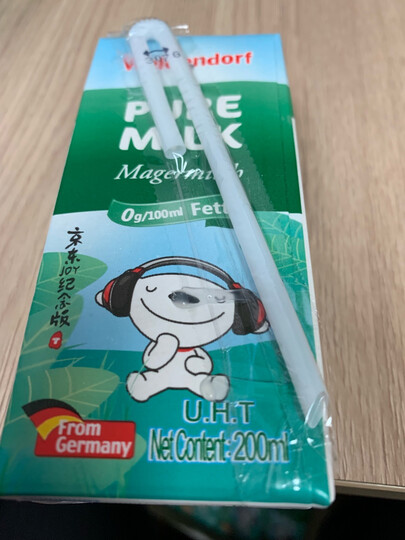 PURE
MILK
0g/100ml Fett
京东JOY纪念版
U.H.T
From
Germany
Net Content: 200ml